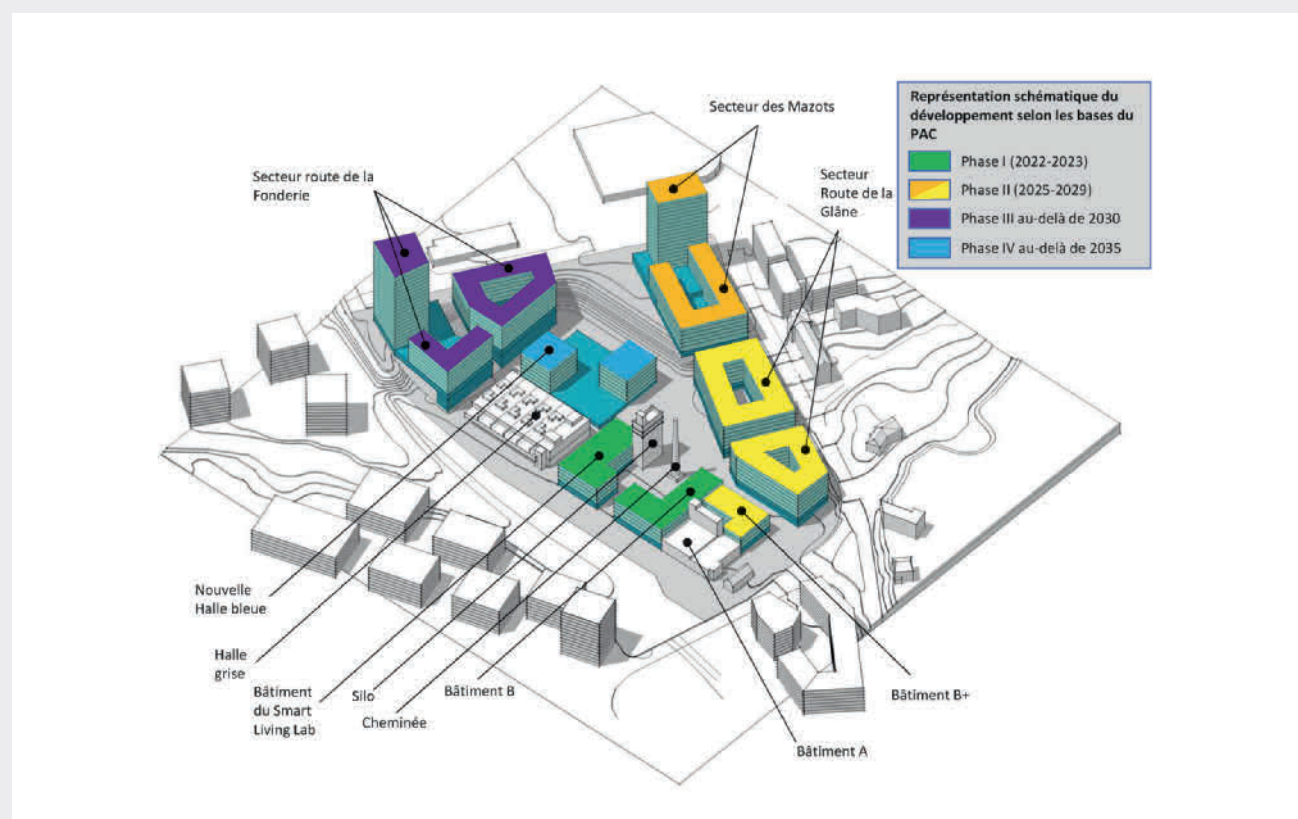 Secteur des Mazots
Secteur route de la
Fonderie
Secteur
Route de la
Glâne
Représentation schématique du
développement selon les bases du
PAC
Phase I (2022-2023)
Phase II (2025-2029)
Phase III au-delà de 2030
Phase IV au-delà de 2035
Nouvelle
Halle bleue
Halle
grise
Bâtiment
du Smart
Living Lab
Silo
Cheminée
Bâtiment B
Bâtiment A
Bâtiment B+